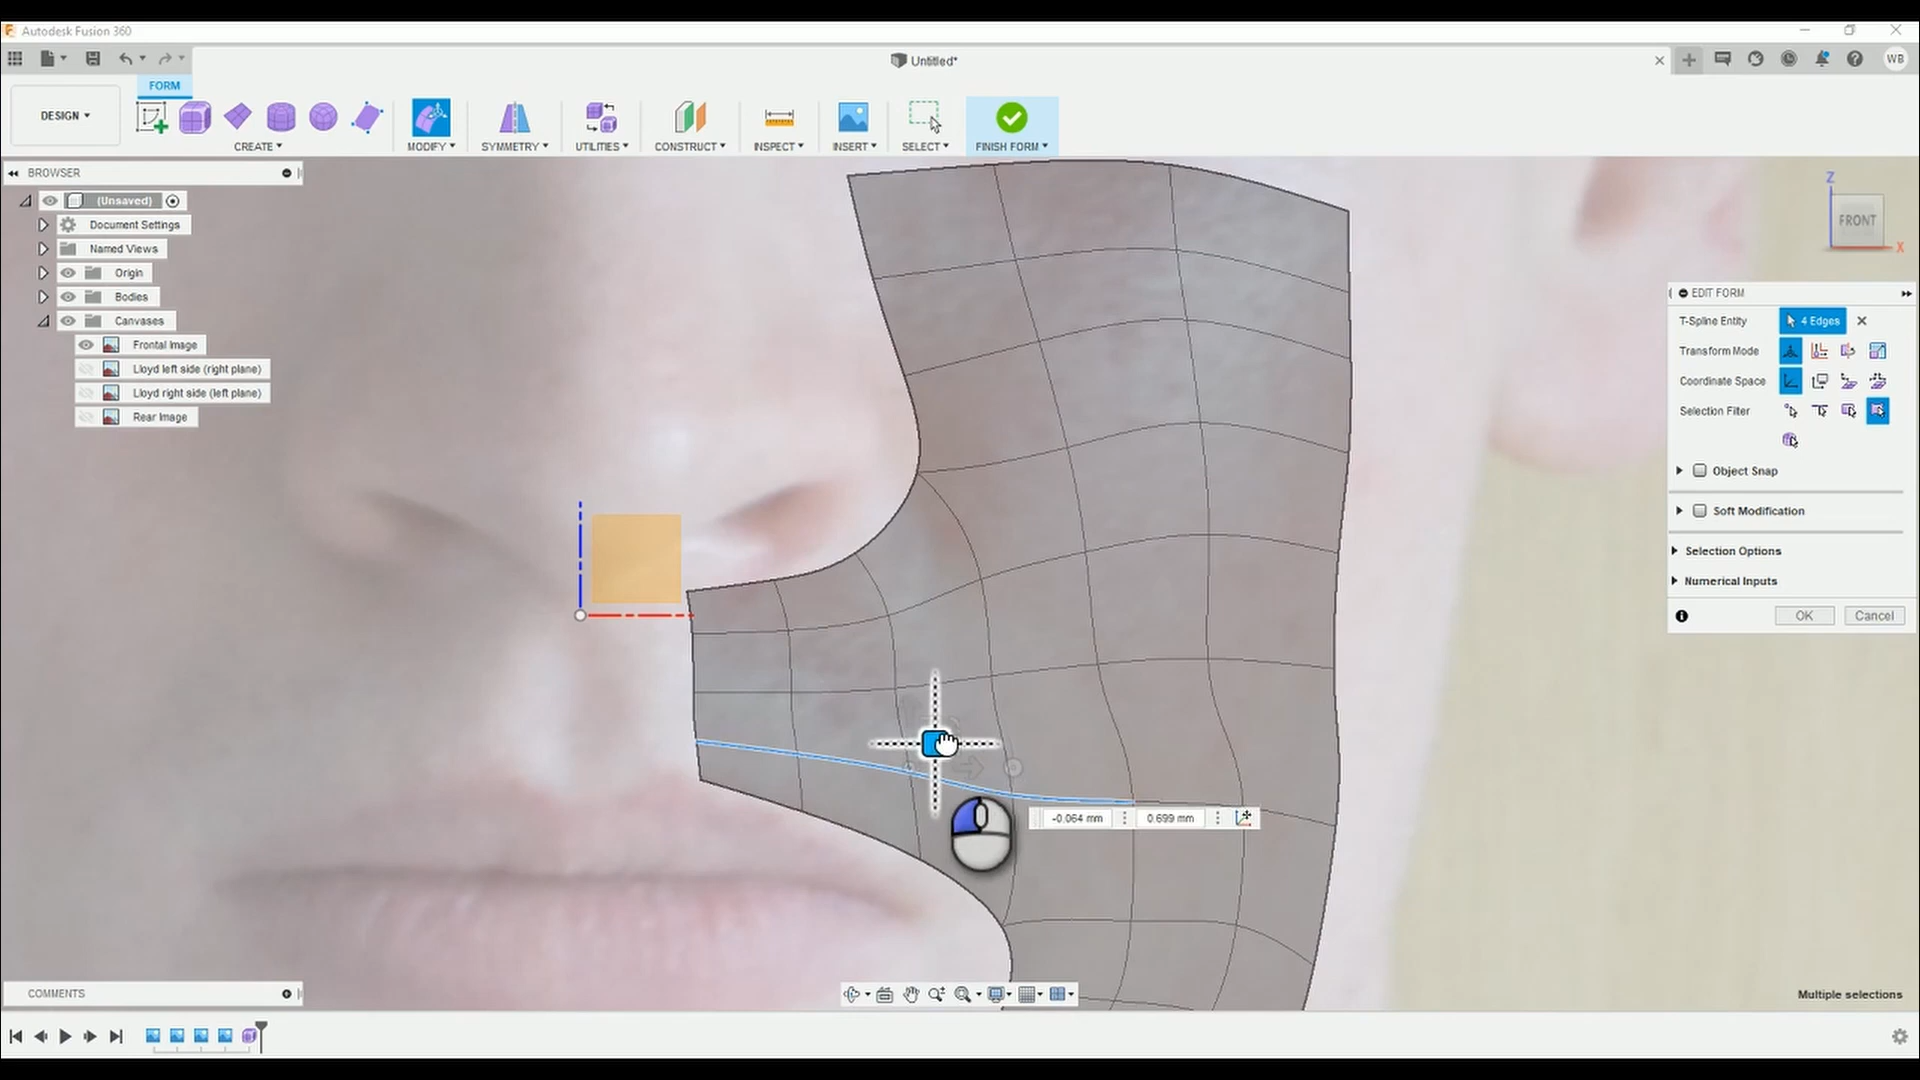 Autodesk Fusion 360
Untitled*
WB
FORM
DESIGN
CREATE
MODIFY
SYMMETRY
UTILITIES
CONSTRUCT
INSPECT
INSERT
SELECT
FINISH FORM
BROWSER
(Unsaved)
Document Settings
Named Views
Origin
Bodies
Canvases
Frontal Image
Lloyd left side (right plane)
Lloyd right side (left plane)
Rear Image
Z
FRONT
X
EDIT FORM
T-Spline Entity
4 Edges
Transform Mode
Coordinate Space
Selection Filter
Object Snap
Soft Modification
Selection Options
Numerical Inputs
OK
Cancel
-0.064 mm
0.699 mm
COMMENTS
Multiple selections